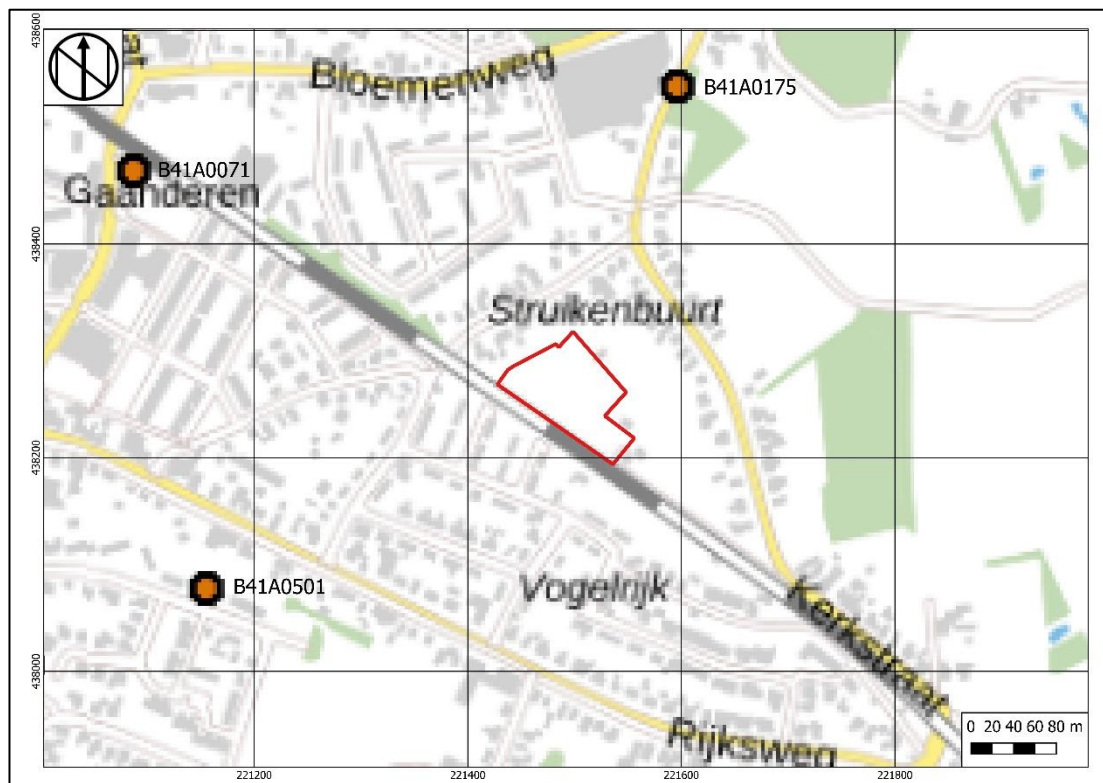 438600
Bloemenweg
B41A0175
B41A0071
Gaanderen
438400
Struikenbuurt
438200
B41A0501
Vogelrijk
Kerkstraat
438000
Rijksweg
0 20 40 60 80 m
221200
221400
221600
221800